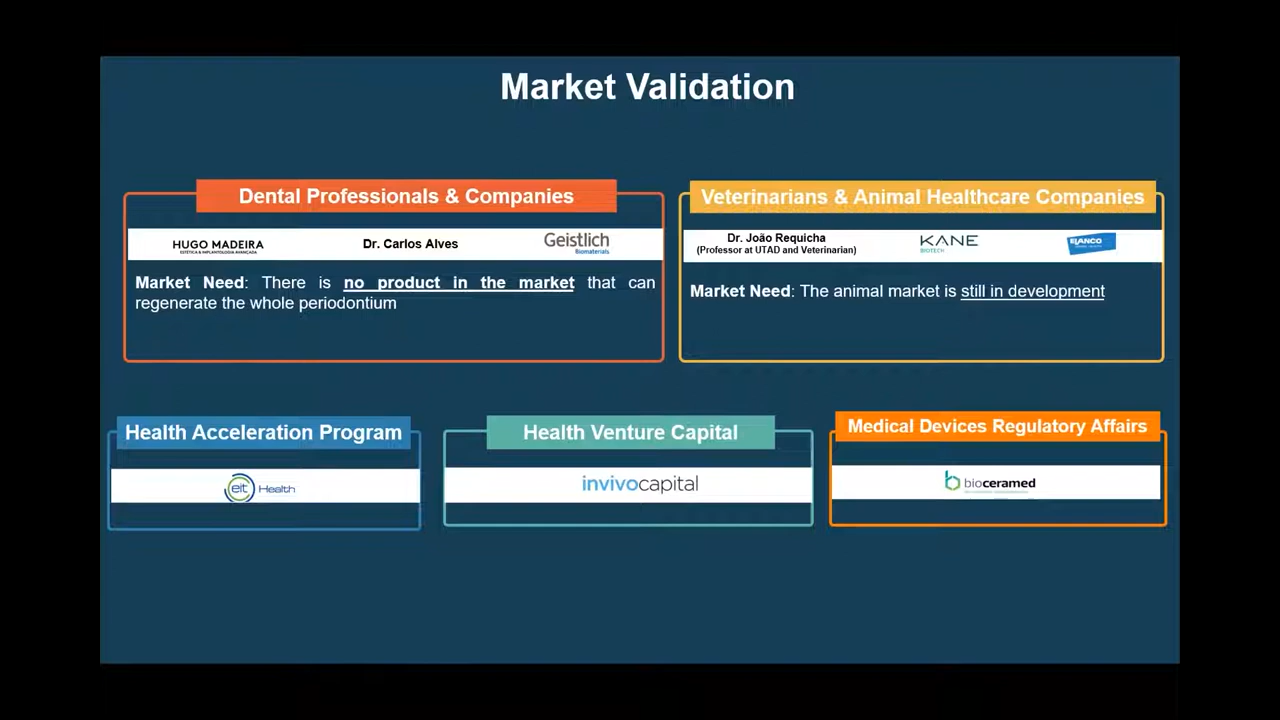 Market Validation
Dental Professionals & Companies
HUGO MADEIRA
Dr. Carlos Alves
Geistlich
Biomaterials
Market Need: There is no product in the market that can
regenerate the whole periodontium
Veterinarians & Animal Healthcare Companies
Dr. João Requicha
(Professor at UTAD and Veterinarian)
KANE
BIOTECH
Elanco
Market Need: The animal market is still in development
Health Acceleration Program
eit Health
Health Venture Capital
invivocapital
Medical Devices Regulatory Affairs
bioceramed